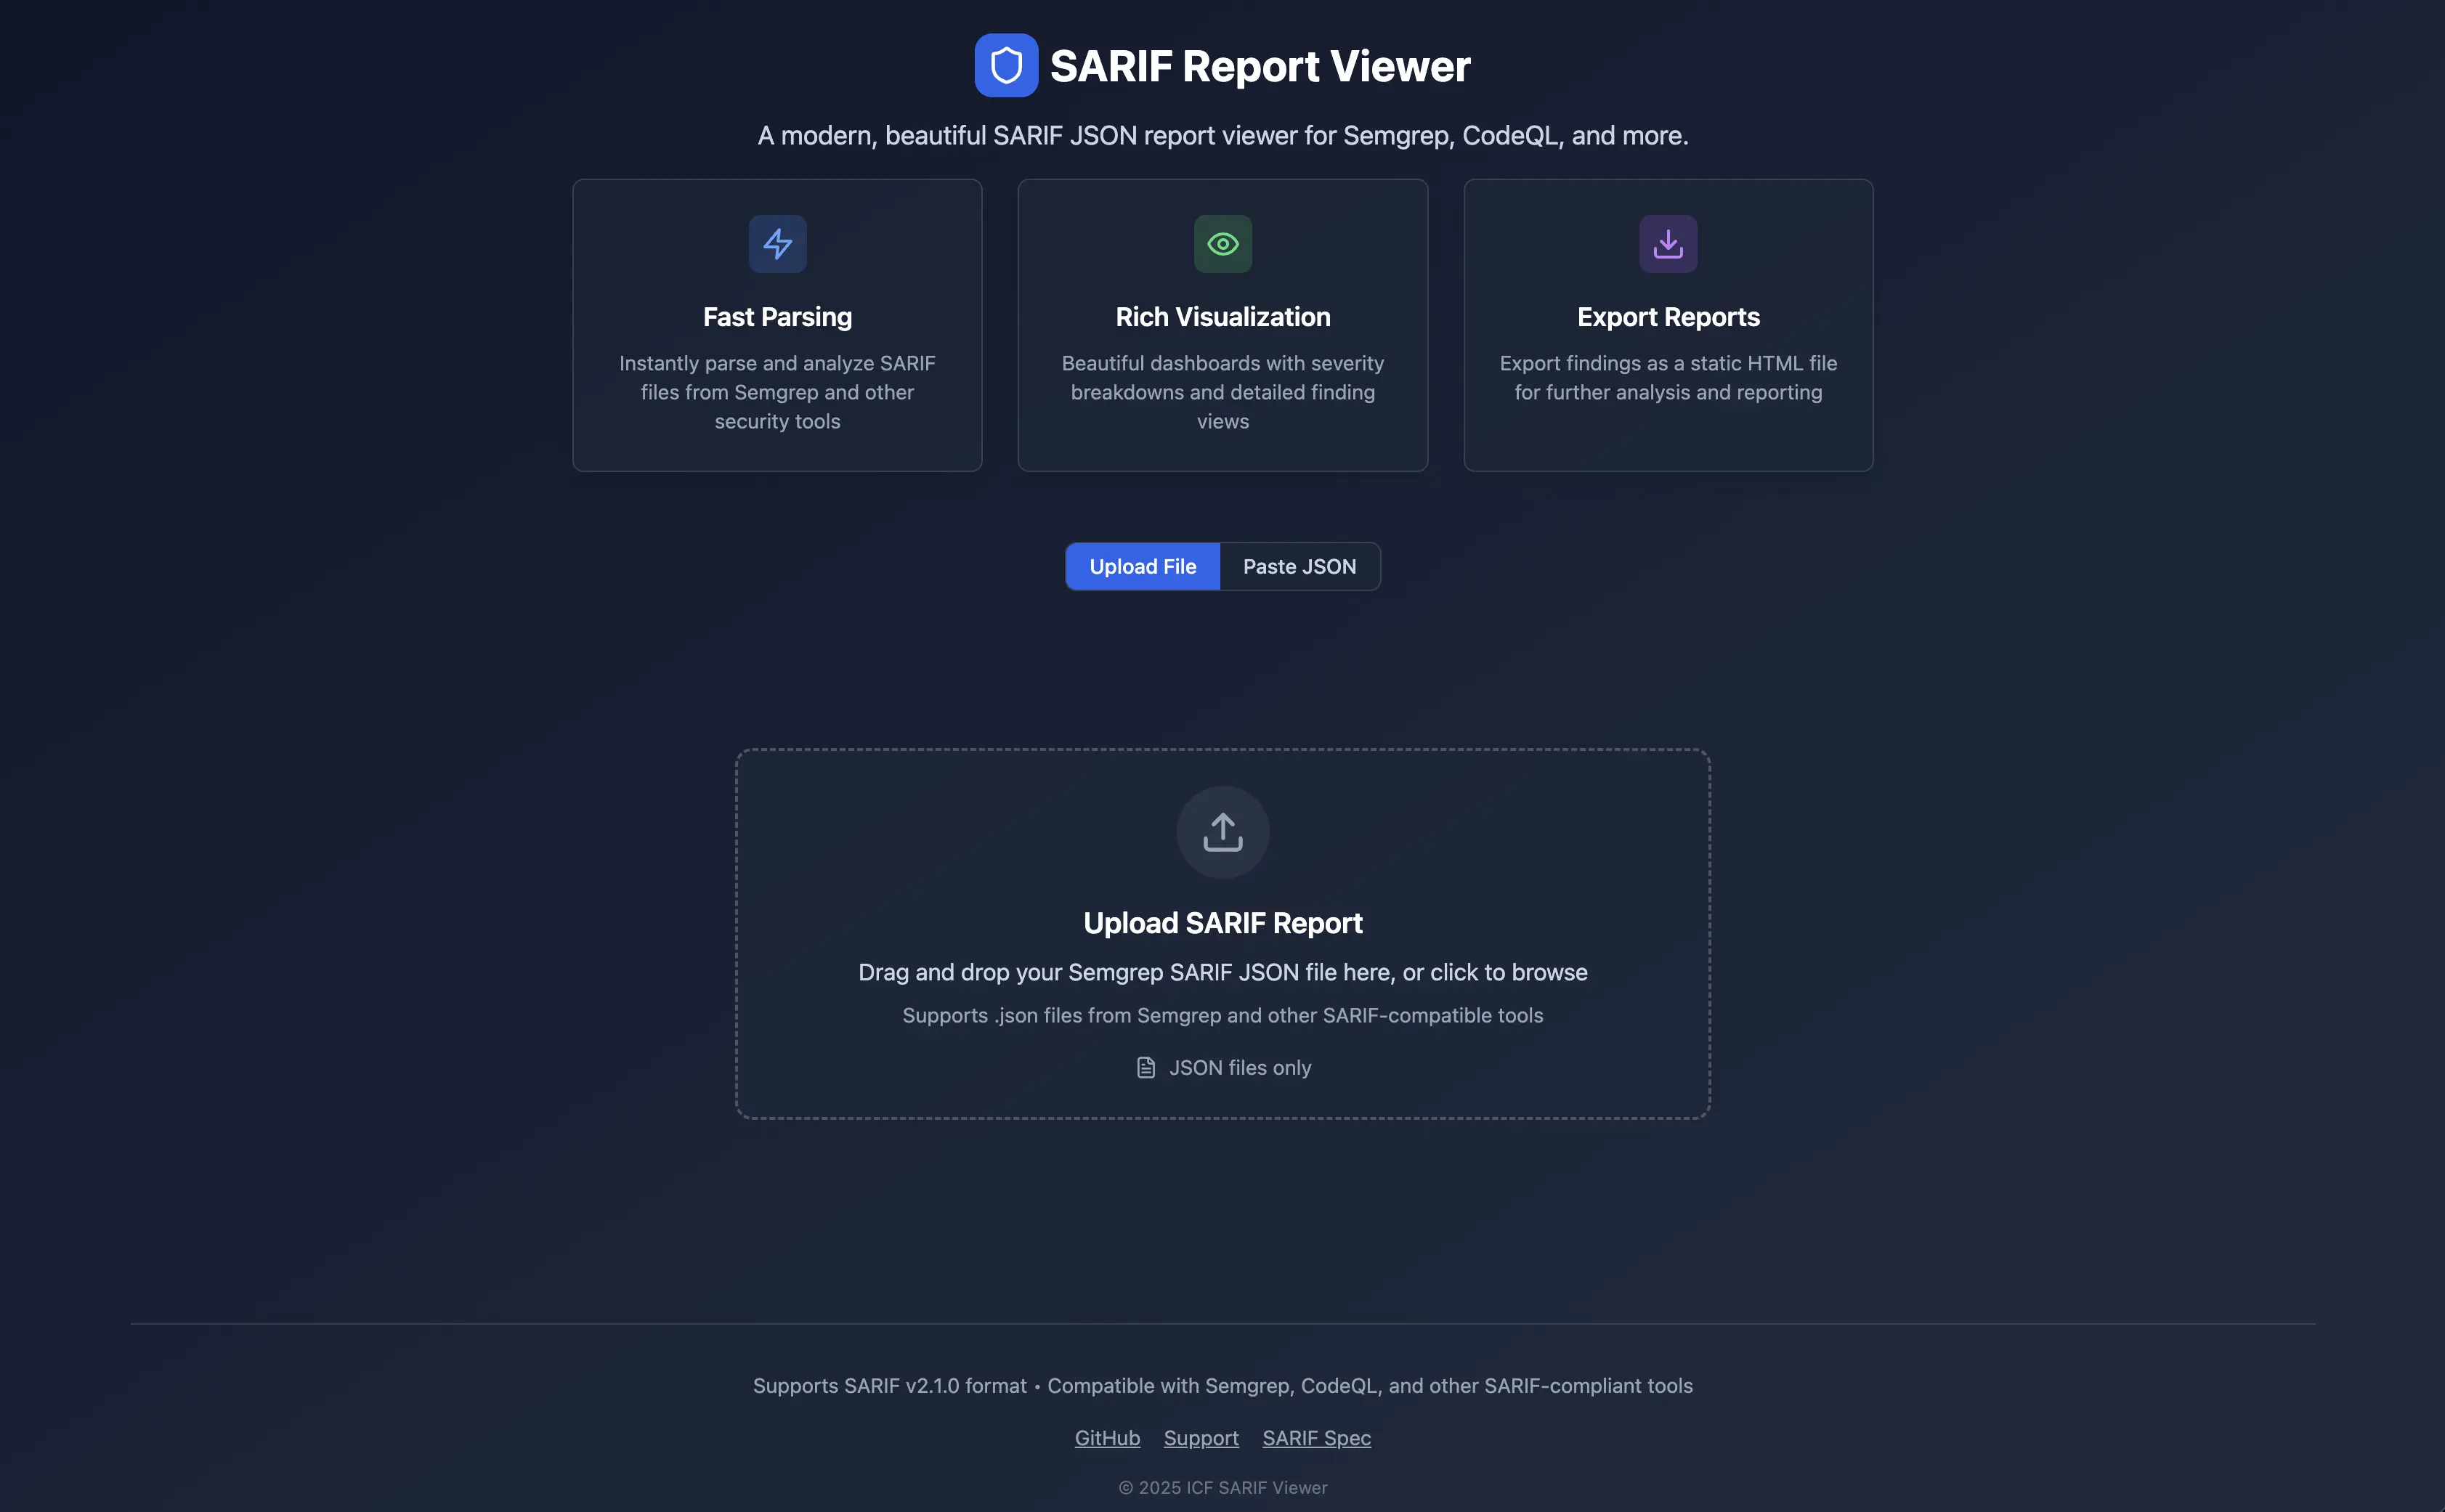 SARIF Report Viewer
A modern, beautiful SARIF JSON report viewer for Semgrep, CodeQL, and more.
Fast Parsing
Instantly parse and analyze SARIF
files from Semgrep and other
security tools
Rich Visualization
Beautiful dashboards with severity
breakdowns and detailed finding
views
Export Reports
Export findings as a static HTML file
for further analysis and reporting
Upload File
Paste JSON
Upload SARIF Report
Drag and drop your Semgrep SARIF JSON file here, or click to browse
Supports .json files from Semgrep and other SARIF-compatible tools
JSON files only
Supports SARIF v2.1.0 format • Compatible with Semgrep, CodeQL, and other SARIF-compliant tools
GitHub Support SARIF Spec
© 2025 ICF SARIF Viewer